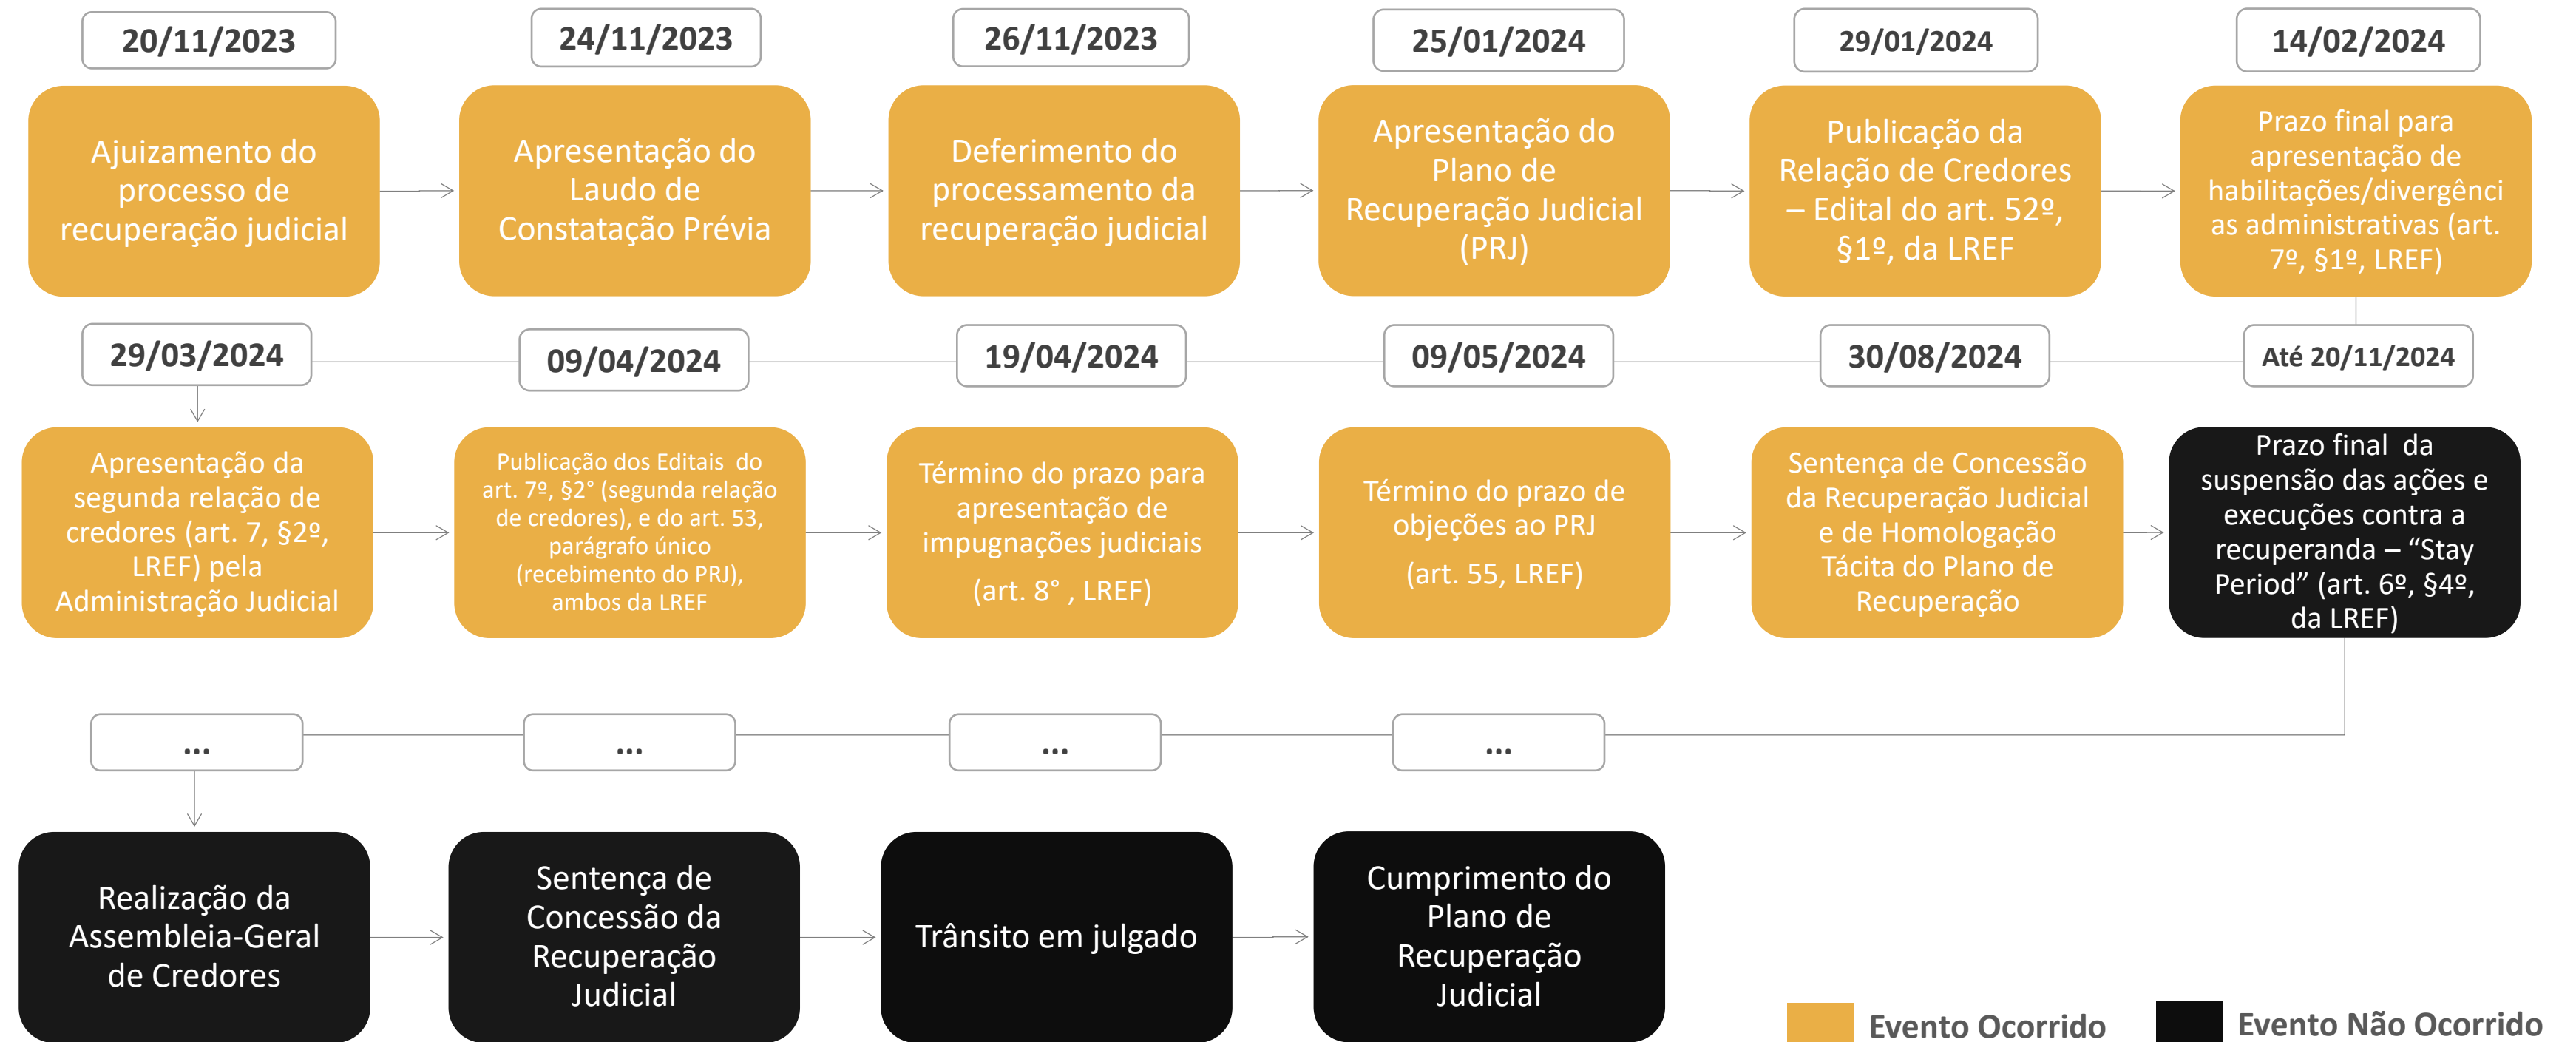 20/11/2023
24/11/2023
26/11/2023
25/01/2024
29/01/2024
14/02/2024
Ajuizamento do
processo de
recuperação judicial
Apresentação do
Laudo de
Constatação Prévia
Deferimento do
processamento da
recuperação judicial
Apresentação do
Plano de
Recuperação Judicial
(PRJ)
Publicação da
Relação de Credores
– Edital do art. 52º,
§1º, da LREF
Prazo final para
apresentação de
habilitações/divergênci
as administrativas (art.
7º, §1º, LREF)
29/03/2024
09/04/2024
19/04/2024
09/05/2024
30/08/2024
Até 20/11/2024
Apresentação da
segunda relação de
credores (art. 7, §2º,
LREF) pela
Administração Judicial
Publicação dos Editais do
art. 7º, §2° (segunda relação
de credores), e do art. 53,
parágrafo único
(recebimento do PRJ),
ambos da LREF
Término do prazo para
apresentação de
impugnações judiciais
(art. 8° , LREF)
Término do prazo de
objeções ao PRJ
(art. 55, LREF)
Sentença de Concessão
da Recuperação Judicial
e de Homologação
Tácita do Plano de
Recuperação
Prazo final da
suspensão das ações e
execuções contra a
recuperanda – “Stay
Period” (art. 6º, §4º,
da LREF)
...
...
...
...
Realização da
Assembleia-Geral
de Credores
Sentença de
Concessão da
Recuperação
Judicial
Trânsito em julgado
Cumprimento do
Plano de
Recuperação
Judicial
Evento Ocorrido
Evento Não Ocorrido